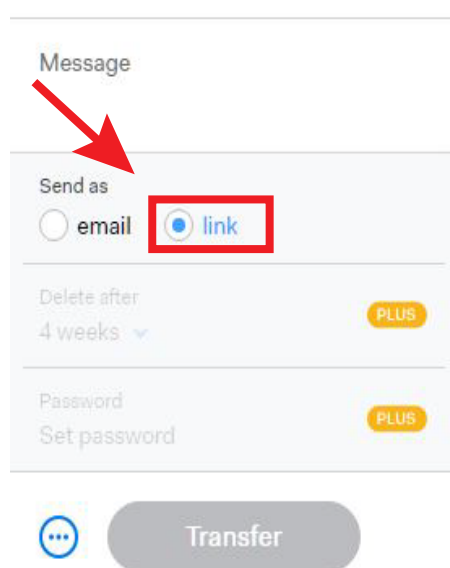 Message
Send as
email link
Delete after
4 weeks
PLUS
Password
Set password
PLUS
Transfer